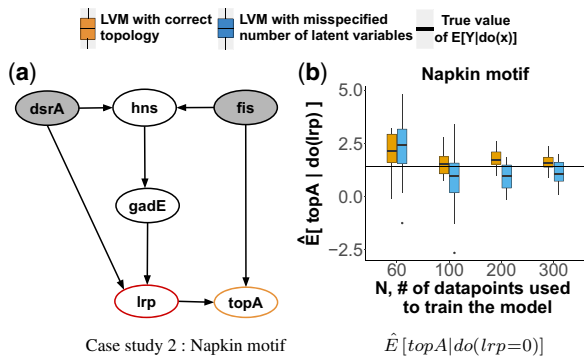 LVM with correct topology
LVM with misspecified number of latent variables
True value of E[Y|do(x)]
(a)
dsrA
hns
fis
gadE
lrp
topA
Case study 2 : Napkin motif
(b)
Napkin motif
Ê[ topA | do(lrp) ]
5.0
2.5
0.0
−2.5
60 100 200 300
N, # of datapoints used
to train the model
Ê[topA|do(lrp=0)]